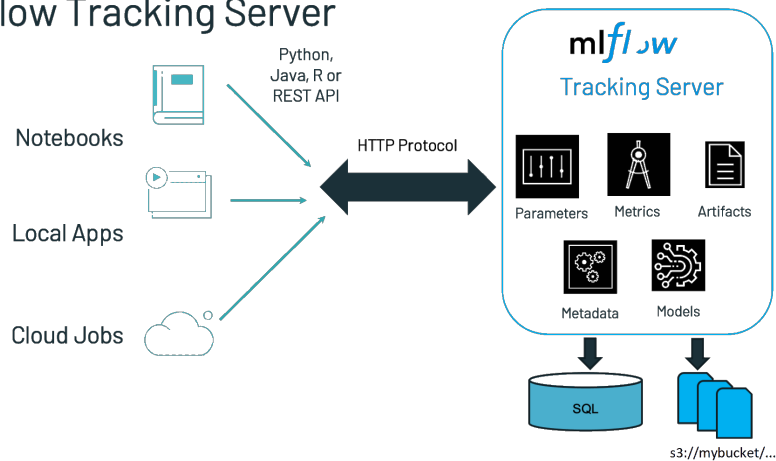 low Tracking Server
Python,
Java, R or
REST API
Notebooks
Local Apps
Cloud Jobs
HTTP Protocol
mlflow
Tracking Server
Parameters
Metrics
Artifacts
Metadata
Models
SQL
s3://mybucket/...